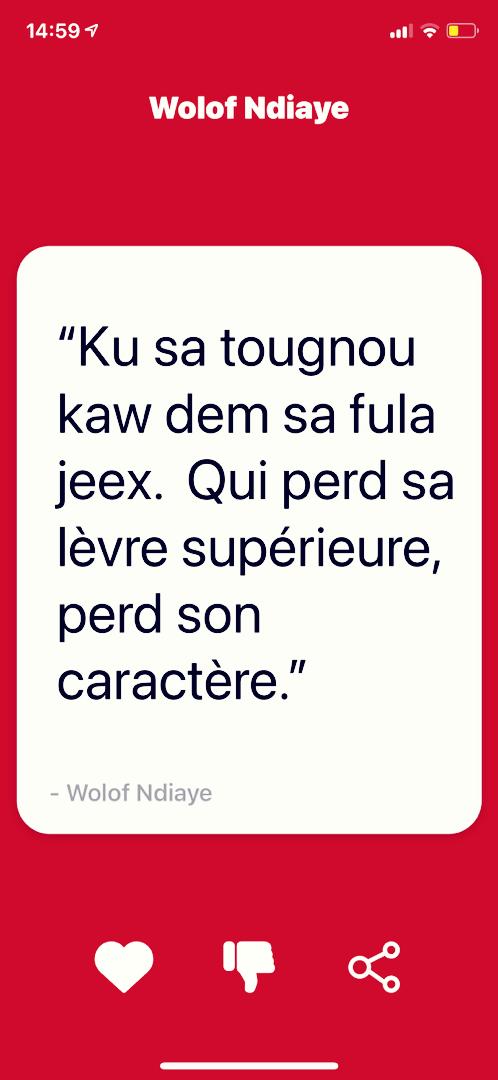 14:59
Wolof Ndiaye
“Ku sa tougnou
kaw dem sa fula
jeex.  Qui perd sa
lèvre supérieure,
perd son
caractère.”
- Wolof Ndiaye